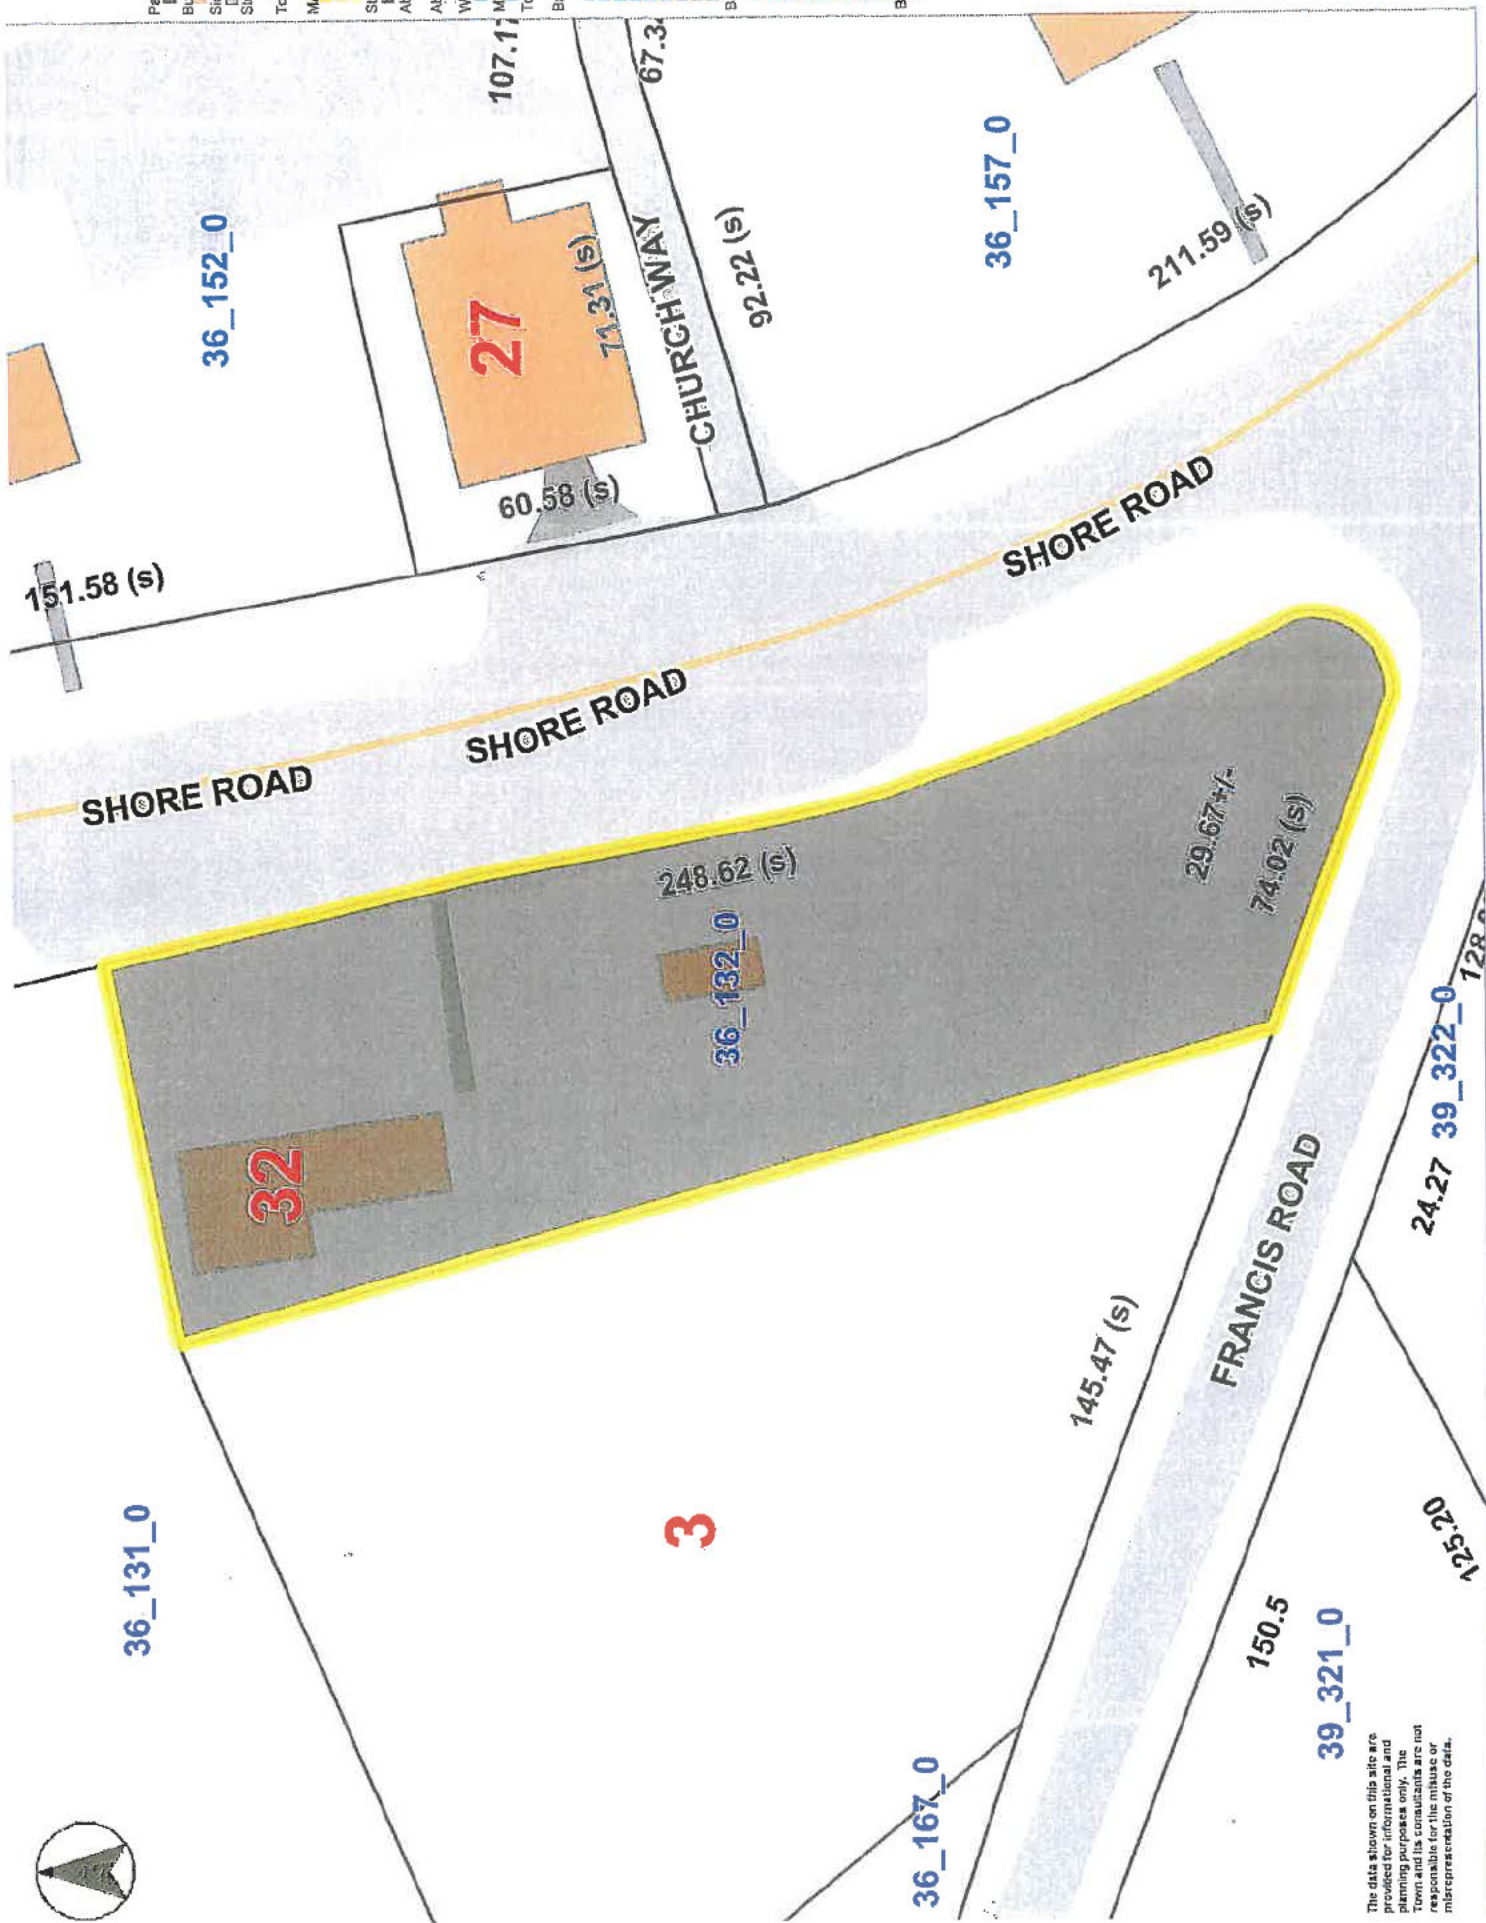 36_131_0
151.58 (s)
SHORE ROAD
36_152_0
32
27
107.17
60.58 (s)
SHORE ROAD
71.31 (s)
67.3
3
CHURCH WAY
36_132_0
248.62 (s)
92.22 (s)
36_167_0
36_157_0
145.47 (s)
SHORE ROAD
29.67+/-
211.59 (s)
150.5
FRANCIS ROAD
74.02 (s)
39_321_0
The data shown on this site are
provided for informational and
planning purposes only. The
Town and its consultants are not
responsible for the misuse or
misrepresentation of the data.
24.27
39_322_0
125.20
128.